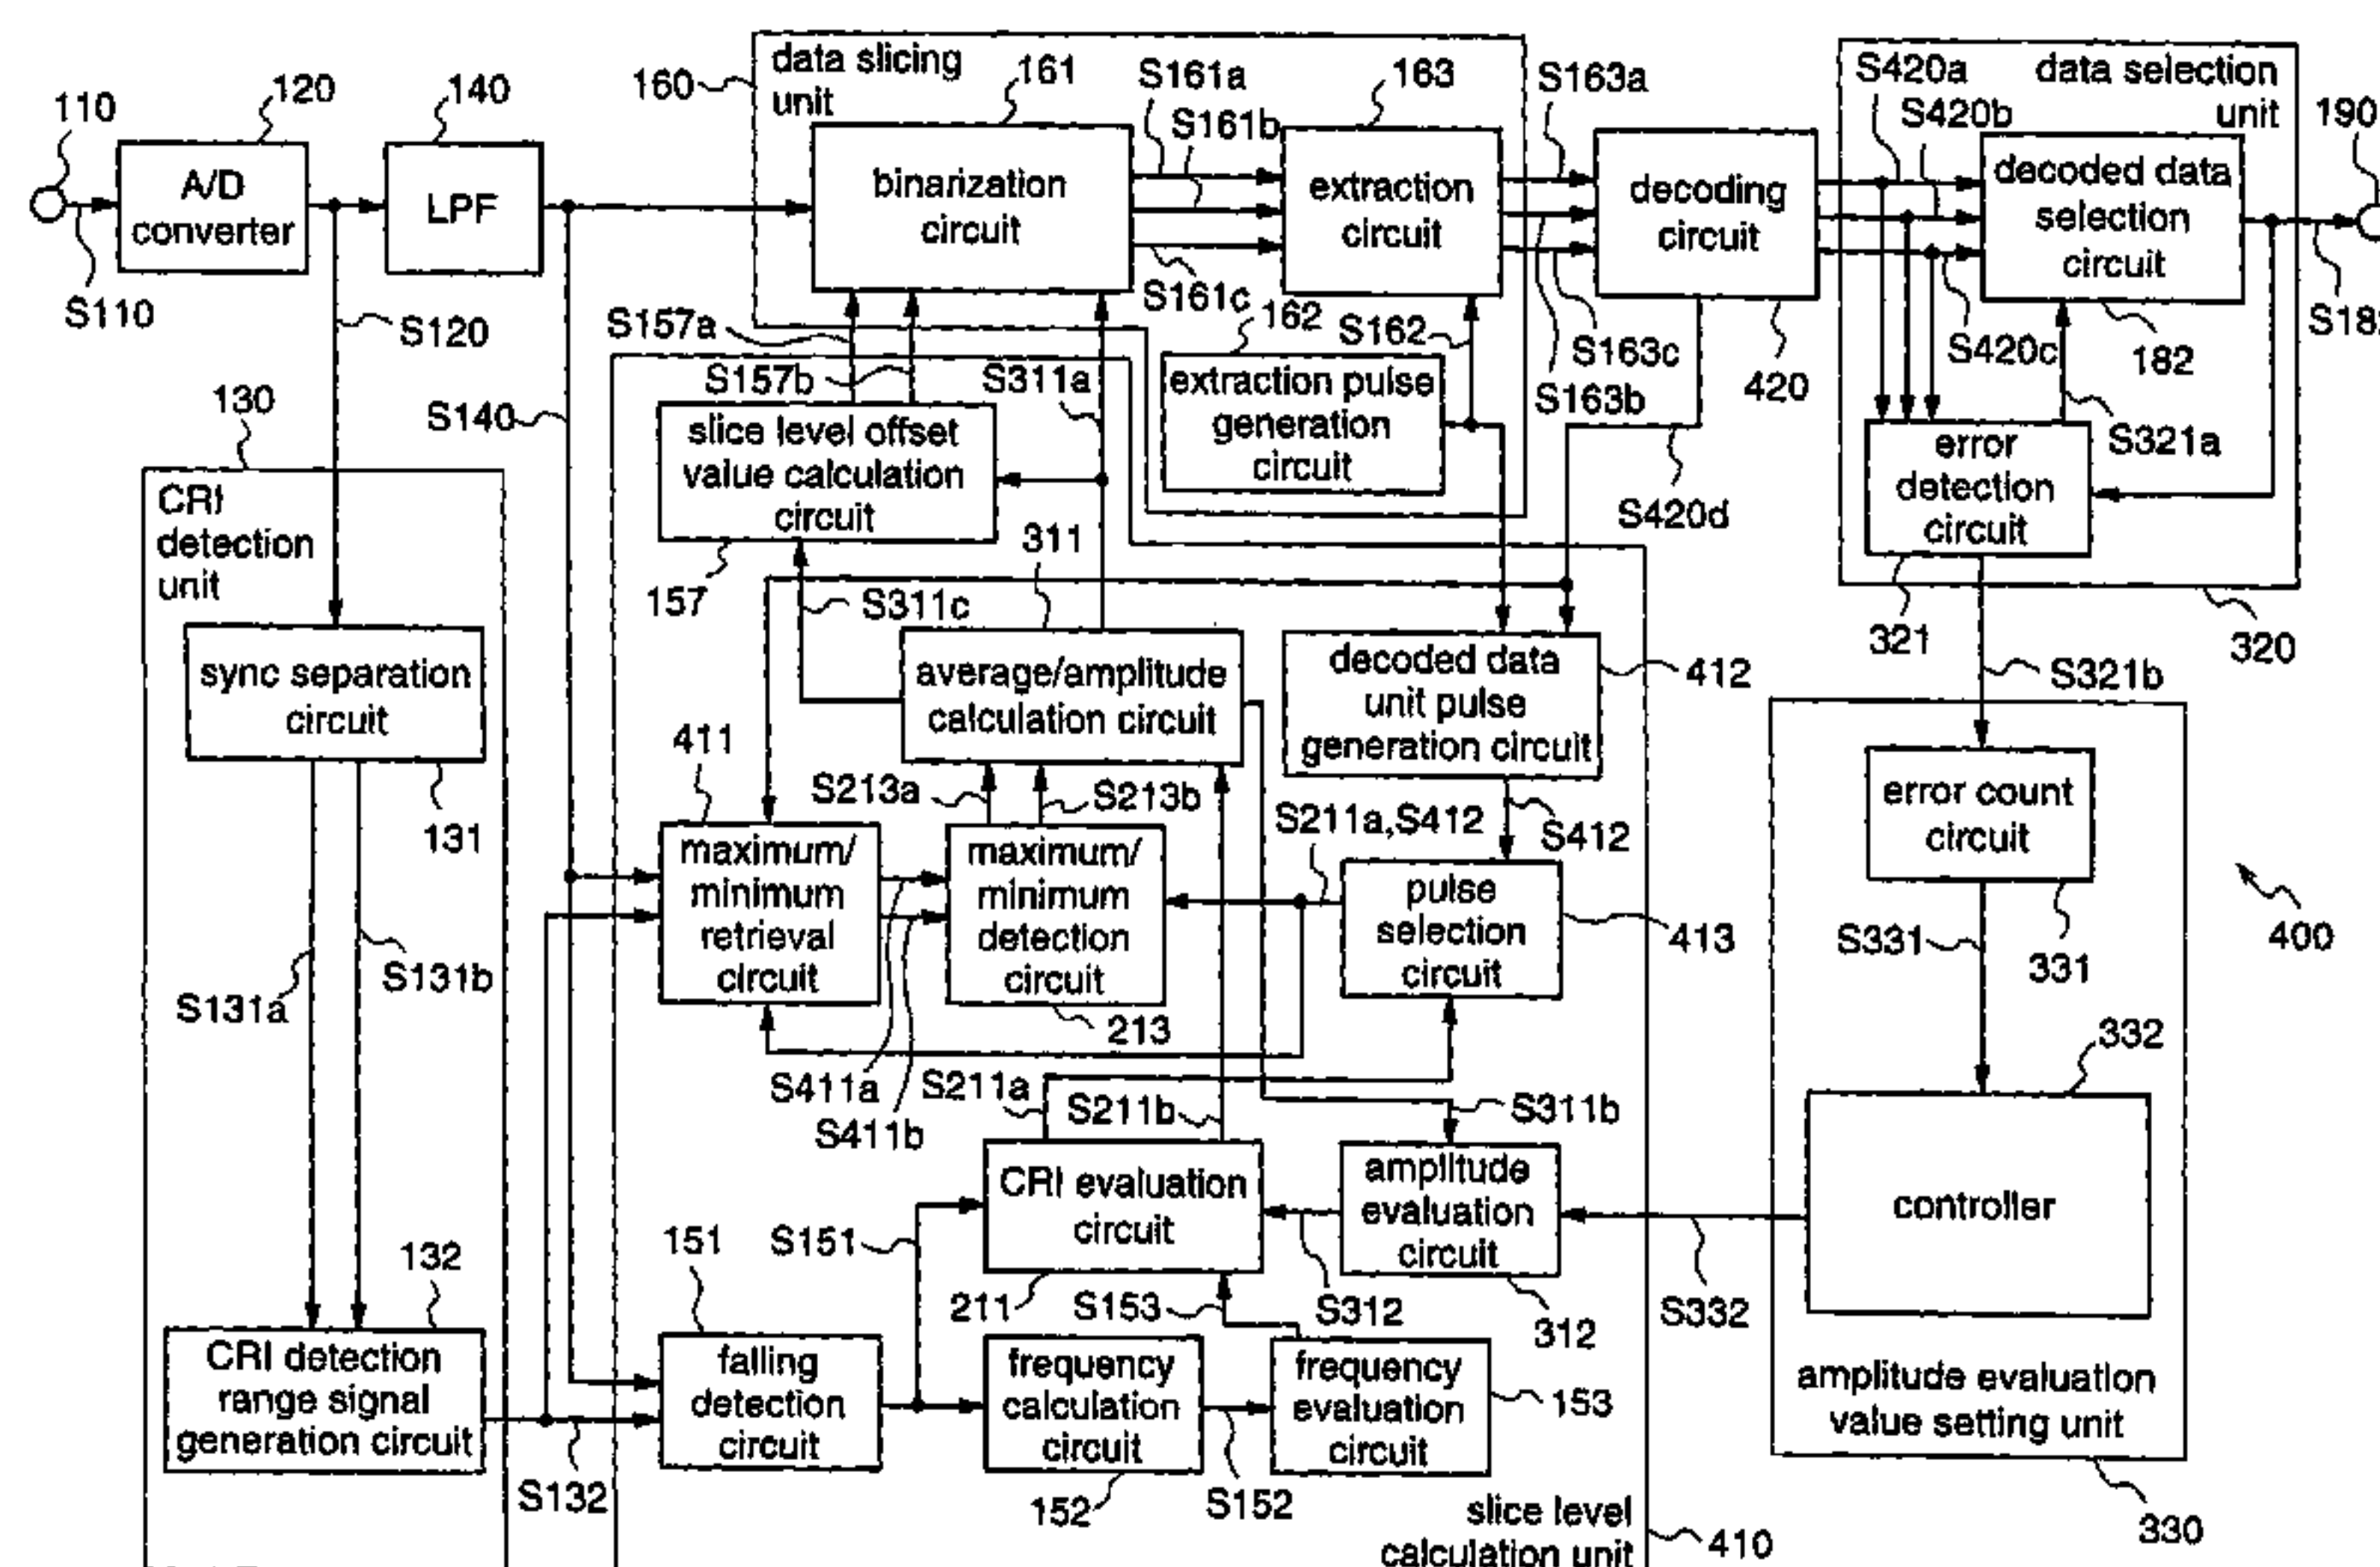 110
120
140
A/D
converter
LPF
S110
S120
S140
160
data slicing
unit
161
binarization
circuit
S161a
S161b
S161c
163
extraction
circuit
S163a
S163c
S163b
decoding
circuit
420
S420a
data selection
unit
S420b
190
decoded data
selection
circuit
S420c
182
S157a
S157b
S311a
162
S162
extraction pulse
generation
circuit
slice level offset
value calculation
circuit
157
S420d
error
detection
circuit
S321a
321
320
S321b
130
CRI
detection
unit
sync separation
circuit
131
S131a
S131b
132
CRI detection
range signal
generation circuit
S132
311
S311c
average/amplitude
calculation circuit
decoded data
unit pulse
generation circuit
412
411
S213a
S213b
S211a,S412
S412
maximum/
minimum
retrieval
circuit
maximum/
minimum
detection
circuit
213
pulse
selection
circuit
413
S411a
S411b
S211a
S211b
S311b
CRI evaluation
circuit
211
amplitude
evaluation
circuit
312
S312
S332
151
S151
S153
falling
detection
circuit
frequency
calculation
circuit
152
S152
frequency
evaluation
circuit
153
slice level
calculation unit
410
error count
circuit
331
S331
400
332
controller
amplitude evaluation
value setting unit
330